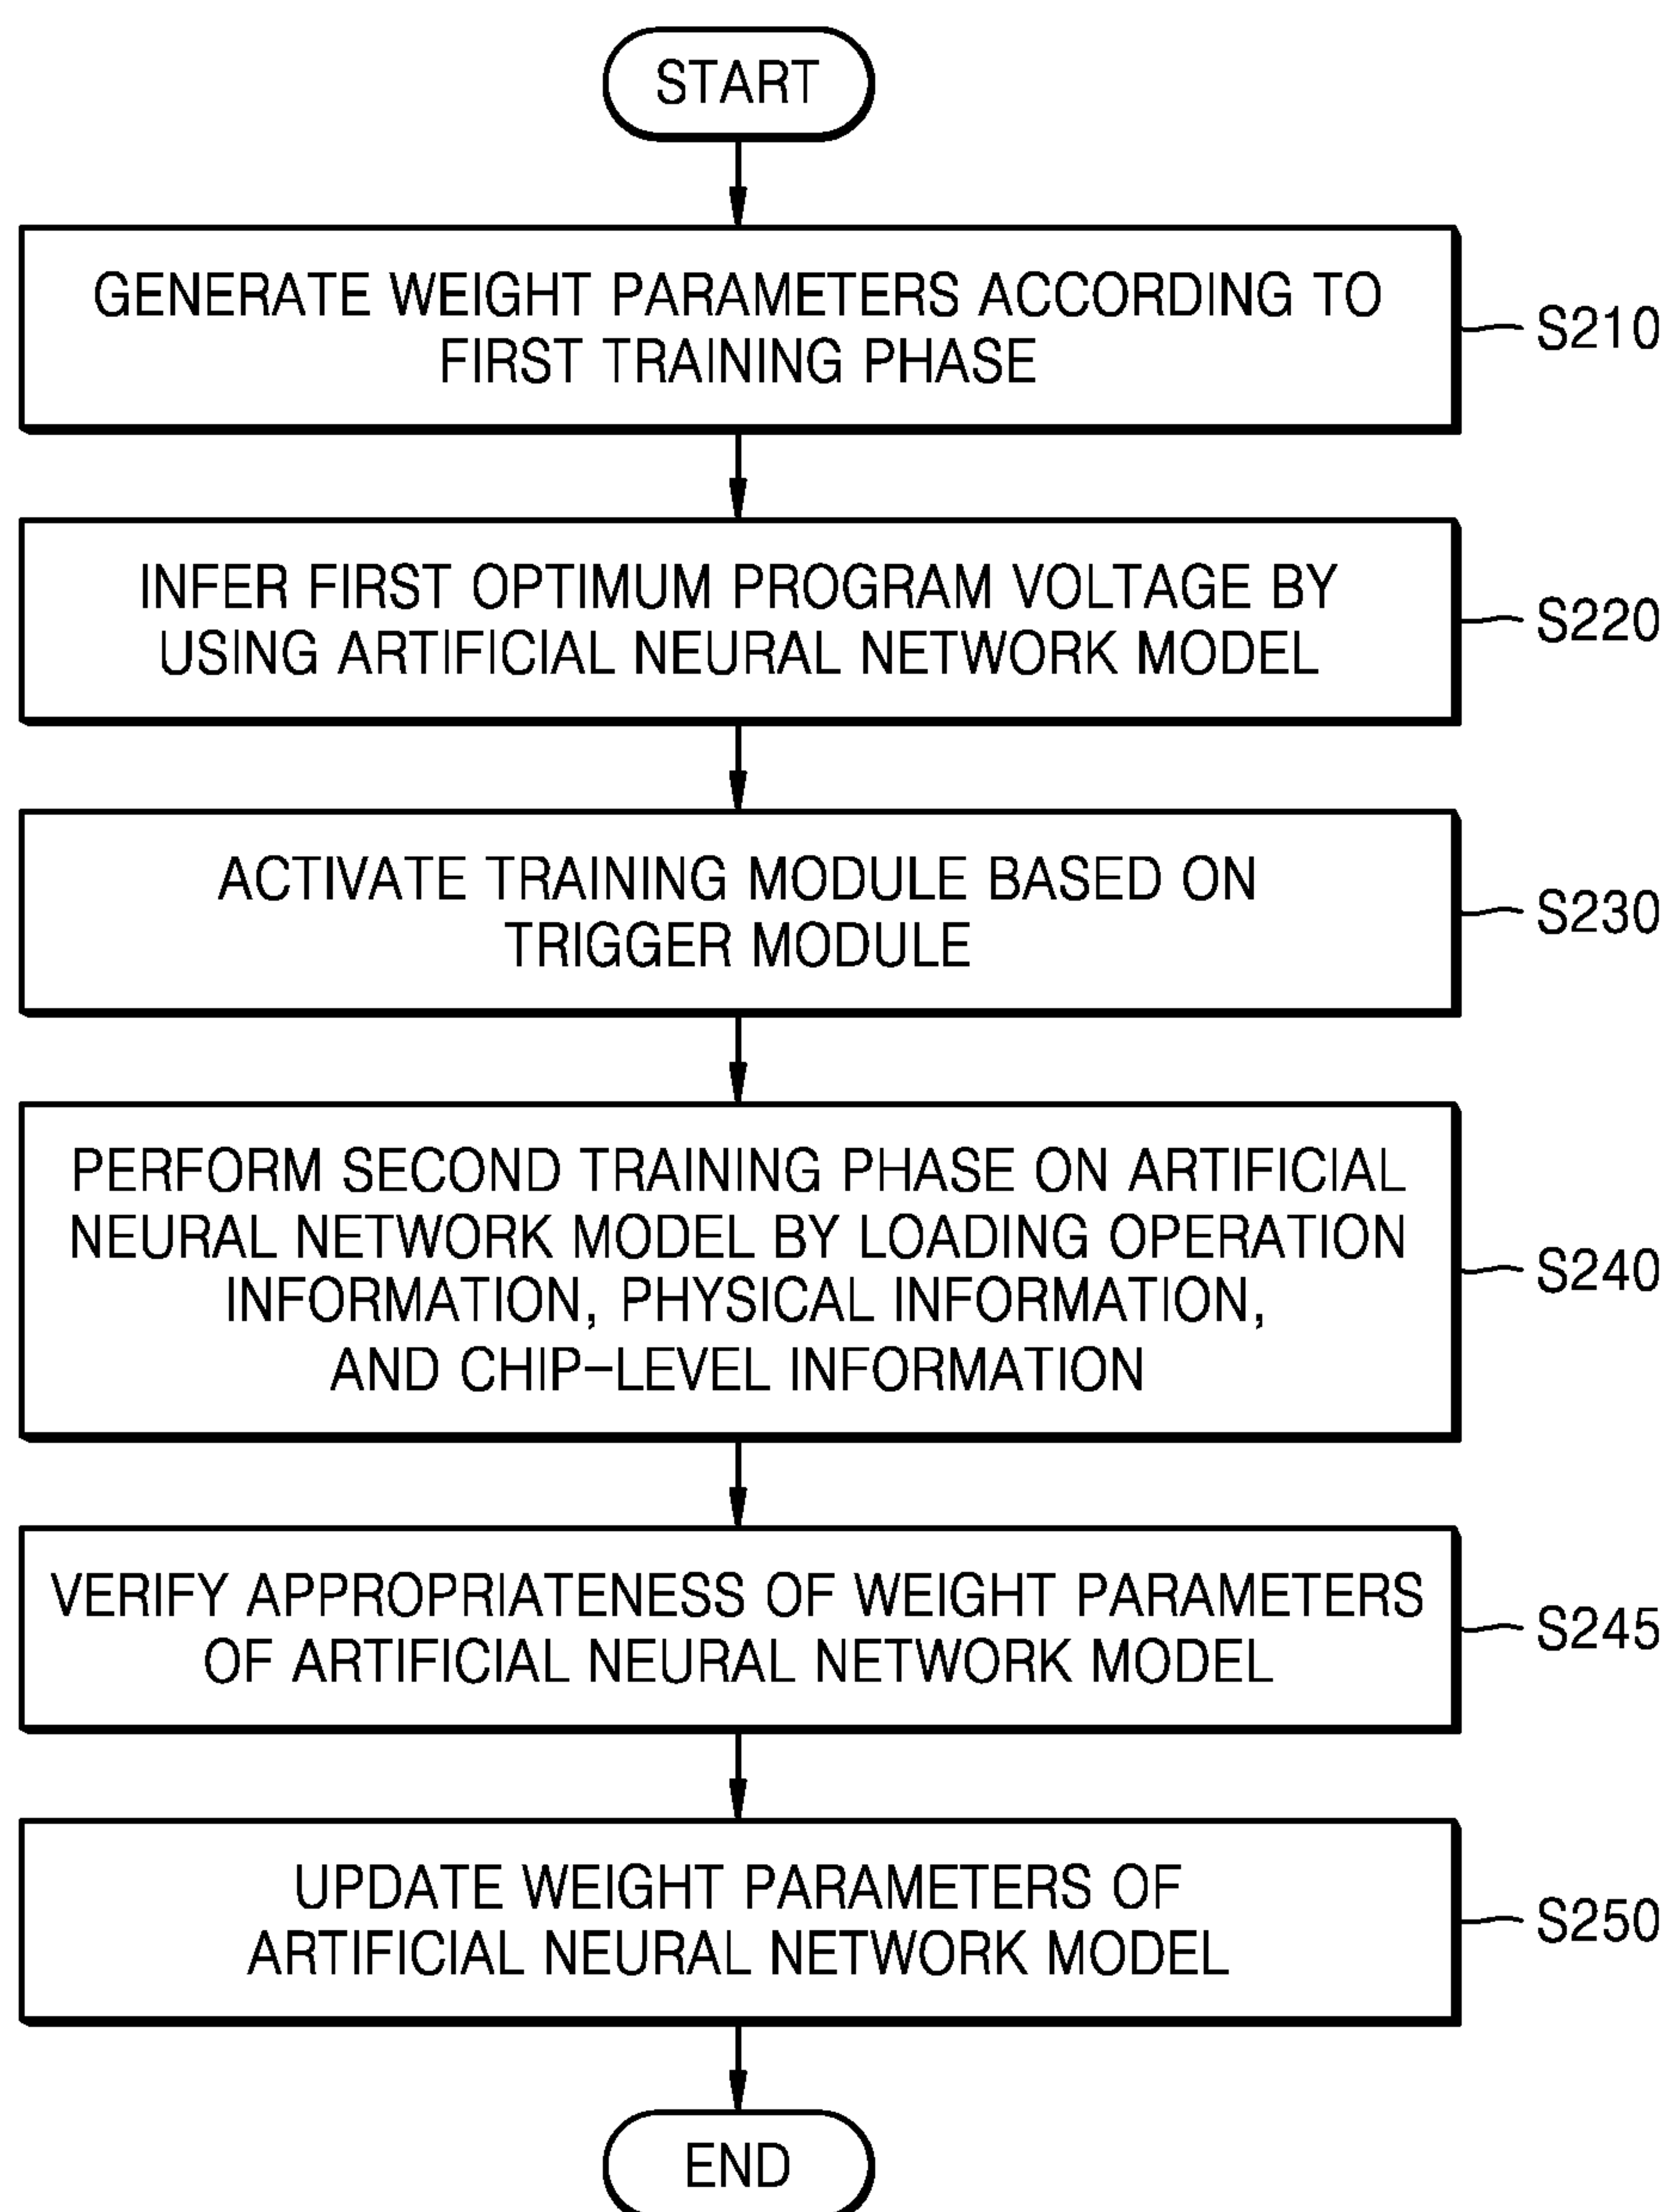 START
GENERATE WEIGHT PARAMETERS ACCORDING TO
FIRST TRAINING PHASE
S210
INFER FIRST OPTIMUM PROGRAM VOLTAGE BY
USING ARTIFICIAL NEURAL NETWORK MODEL
S220
ACTIVATE TRAINING MODULE BASED ON
TRIGGER MODULE
S230
PERFORM SECOND TRAINING PHASE ON ARTIFICIAL
NEURAL NETWORK MODEL BY LOADING OPERATION
INFORMATION, PHYSICAL INFORMATION,
AND CHIP-LEVEL INFORMATION
S240
VERIFY APPROPRIATENESS OF WEIGHT PARAMETERS
OF ARTIFICIAL NEURAL NETWORK MODEL
S245
UPDATE WEIGHT PARAMETERS OF
ARTIFICIAL NEURAL NETWORK MODEL
S250
END